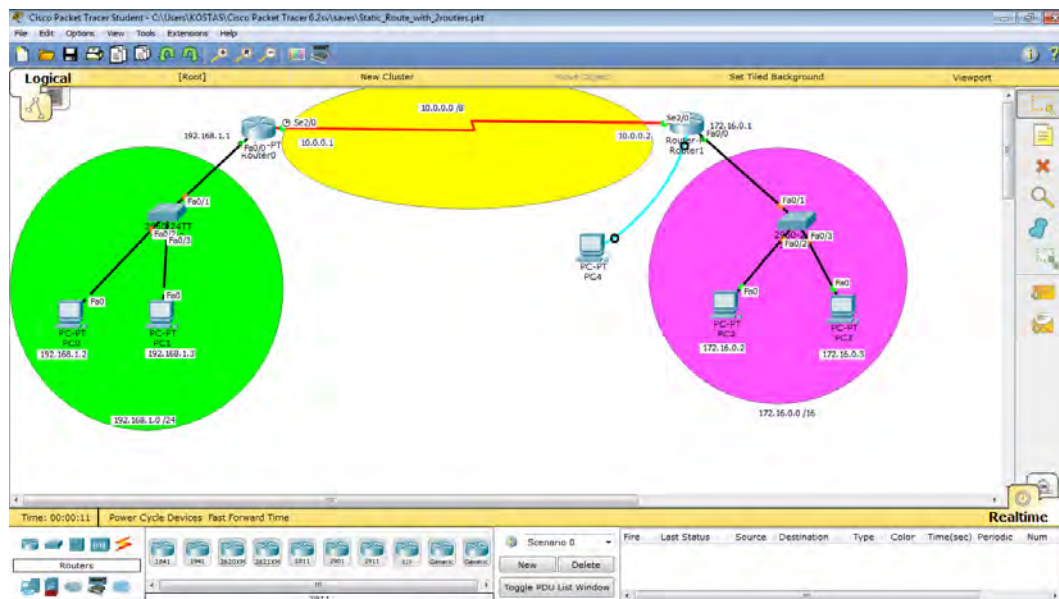 Cisco Packet Tracer Student - C:\Users\KOSTAS\Cisco Packet Tracer 6.2sv\saves\Static_Route_with_2routers.pkt
File Edit Options View Tools Extensions Help
Logical [Root] New Cluster Move Object Set Tiled Background Viewport
10.0.0.0 /8
Se2/0
Se2/0
192.168.1.1
172.16.0.1
Fa0/0
-PT
Router0
10.0.0.1
10.0.0.2
Fa0/0
Router1
Fa0/1
Fa0/1
Fa0/3
Fa0/2
Fa0/3
PC-PT
PC4
Fa0
Fa0
Fa0
Fa0
PC-PT
PC0
PC-PT
PC1
PC-PT
PC-PT
192.168.1.2
192.168.1.3
172.16.0.2
172.16.0.3
192.168.1.0 /24
172.16.0.0 /16
Time: 00:00:11 Power Cycle Devices Fast Forward Time
Realtime
Routers
1841 1941 2620XM 2621XM 2811 2901 2911 Generic Generic
2811
Scenario 0
New Delete
Toggle PDU List Window
Fire Last Status Source Destination Type Color Time(sec) Periodic Num